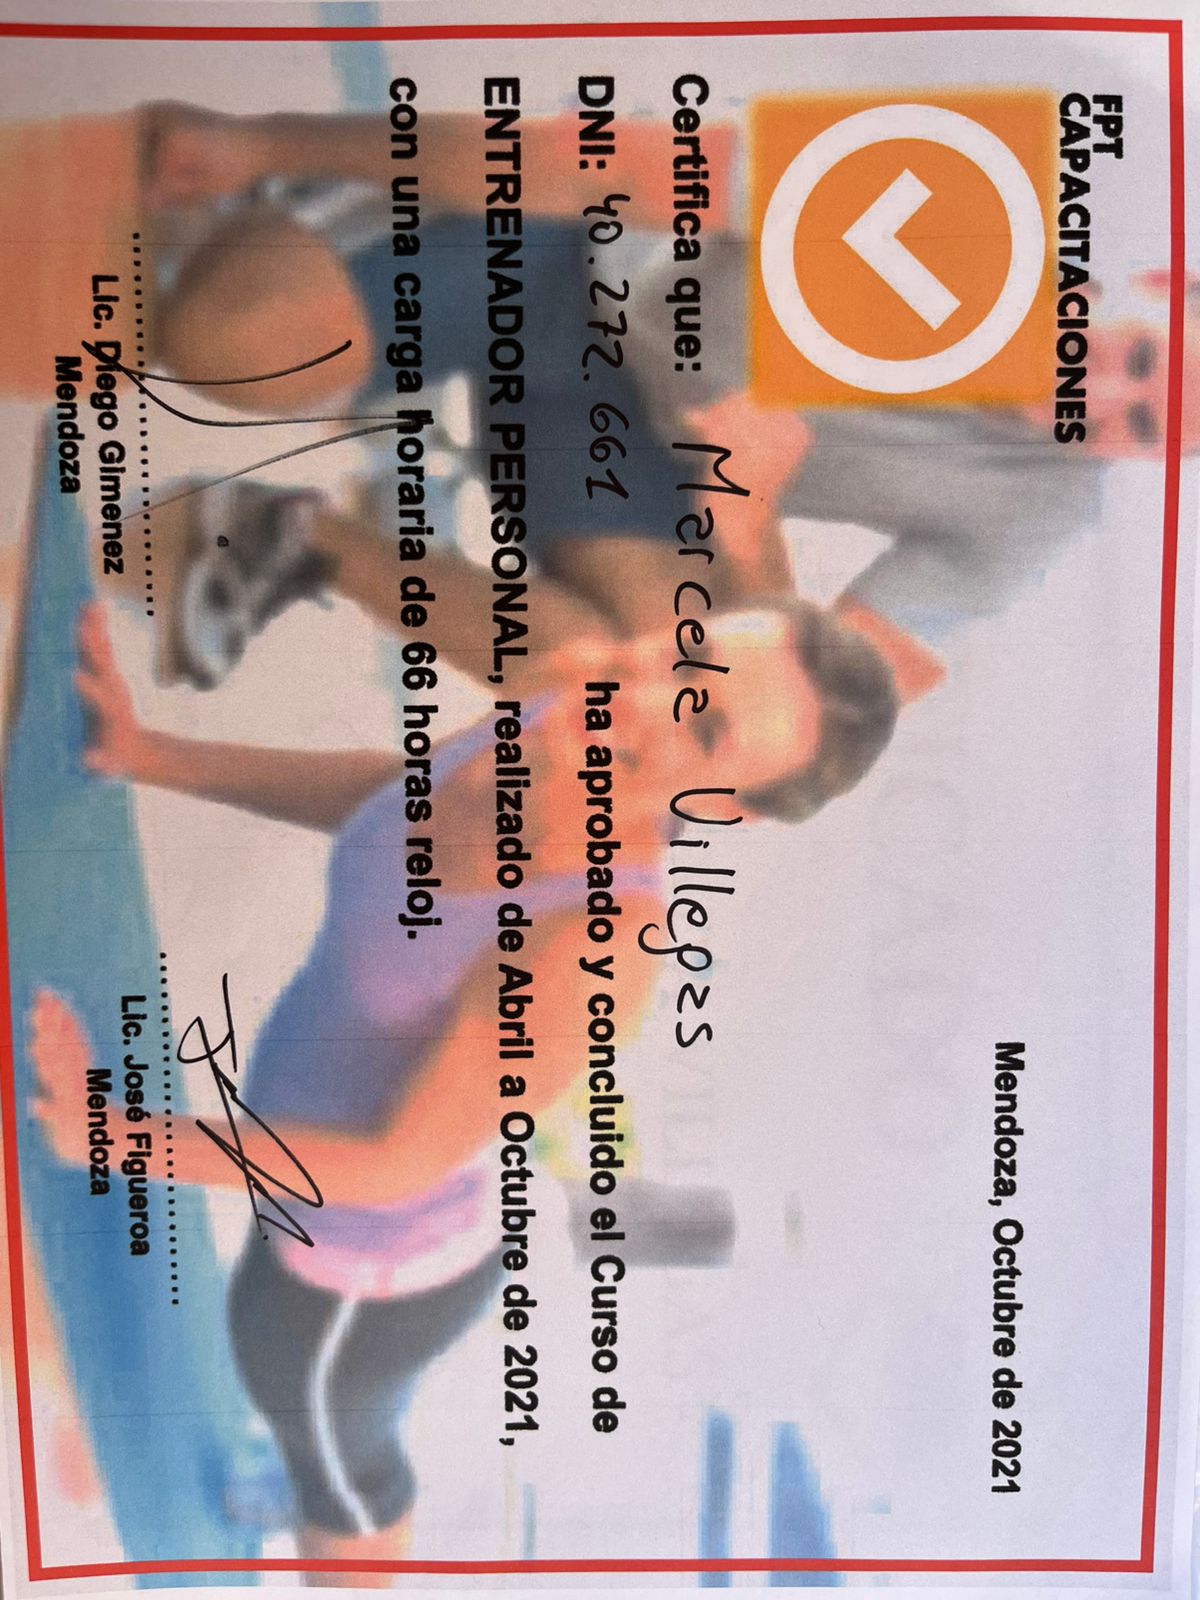 FPT
CAPACITACIONES
Mendoza, Octubre de 2021
Certifica que: Marcela Villegas
DNI: 40.272.661 ha aprobado y concluido el Curso de
ENTRENADOR PERSONAL, realizado de Abril a Octubre de 2021,
con una carga horaria de 66 horas reloj.
Lic. Diego Gimenez
Mendoza
Lic. José Figueroa
Mendoza